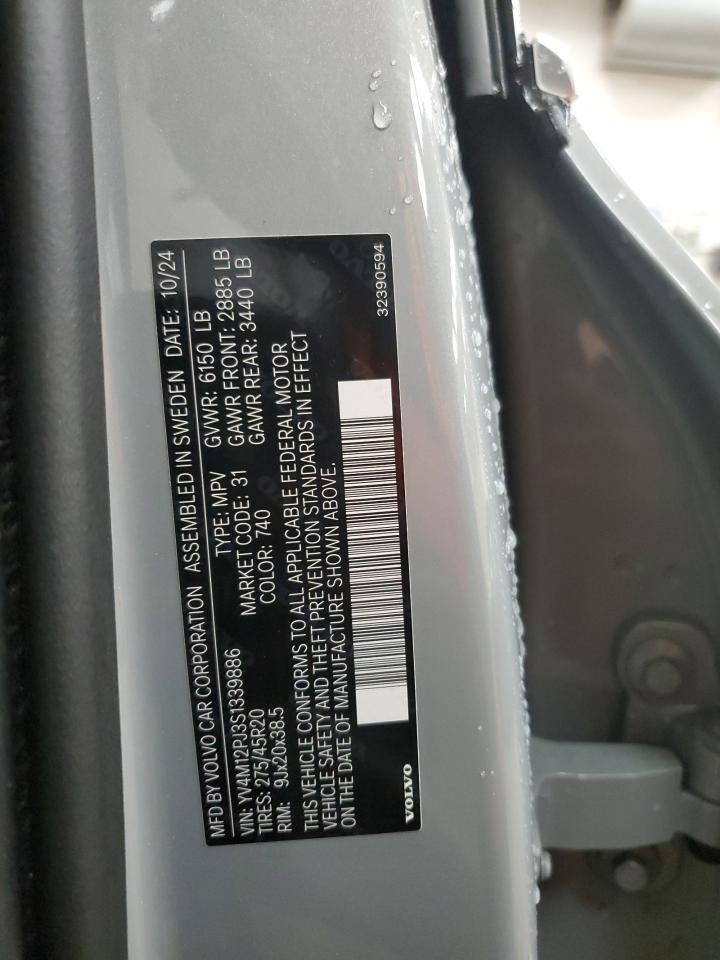 MFD BY VOLVO CAR CORPORATION ASSEMBLED IN SWEDEN DATE: 10/24
VIN: YV4M12PJ3S1339886 TYPE: MPV GVWR: 6150 LB
TIRES: 275/45R20 MARKET CODE: 31 GAWR FRONT: 2885 LB
RIM: 9Jx20x38.5 COLOR: 740 GAWR REAR: 3440 LB
THIS VEHICLE CONFORMS TO ALL APPLICABLE FEDERAL MOTOR
VEHICLE SAFETY AND THEFT PREVENTION STANDARDS IN EFFECT
ON THE DATE OF MANUFACTURE SHOWN ABOVE.
VOLVO 32390594